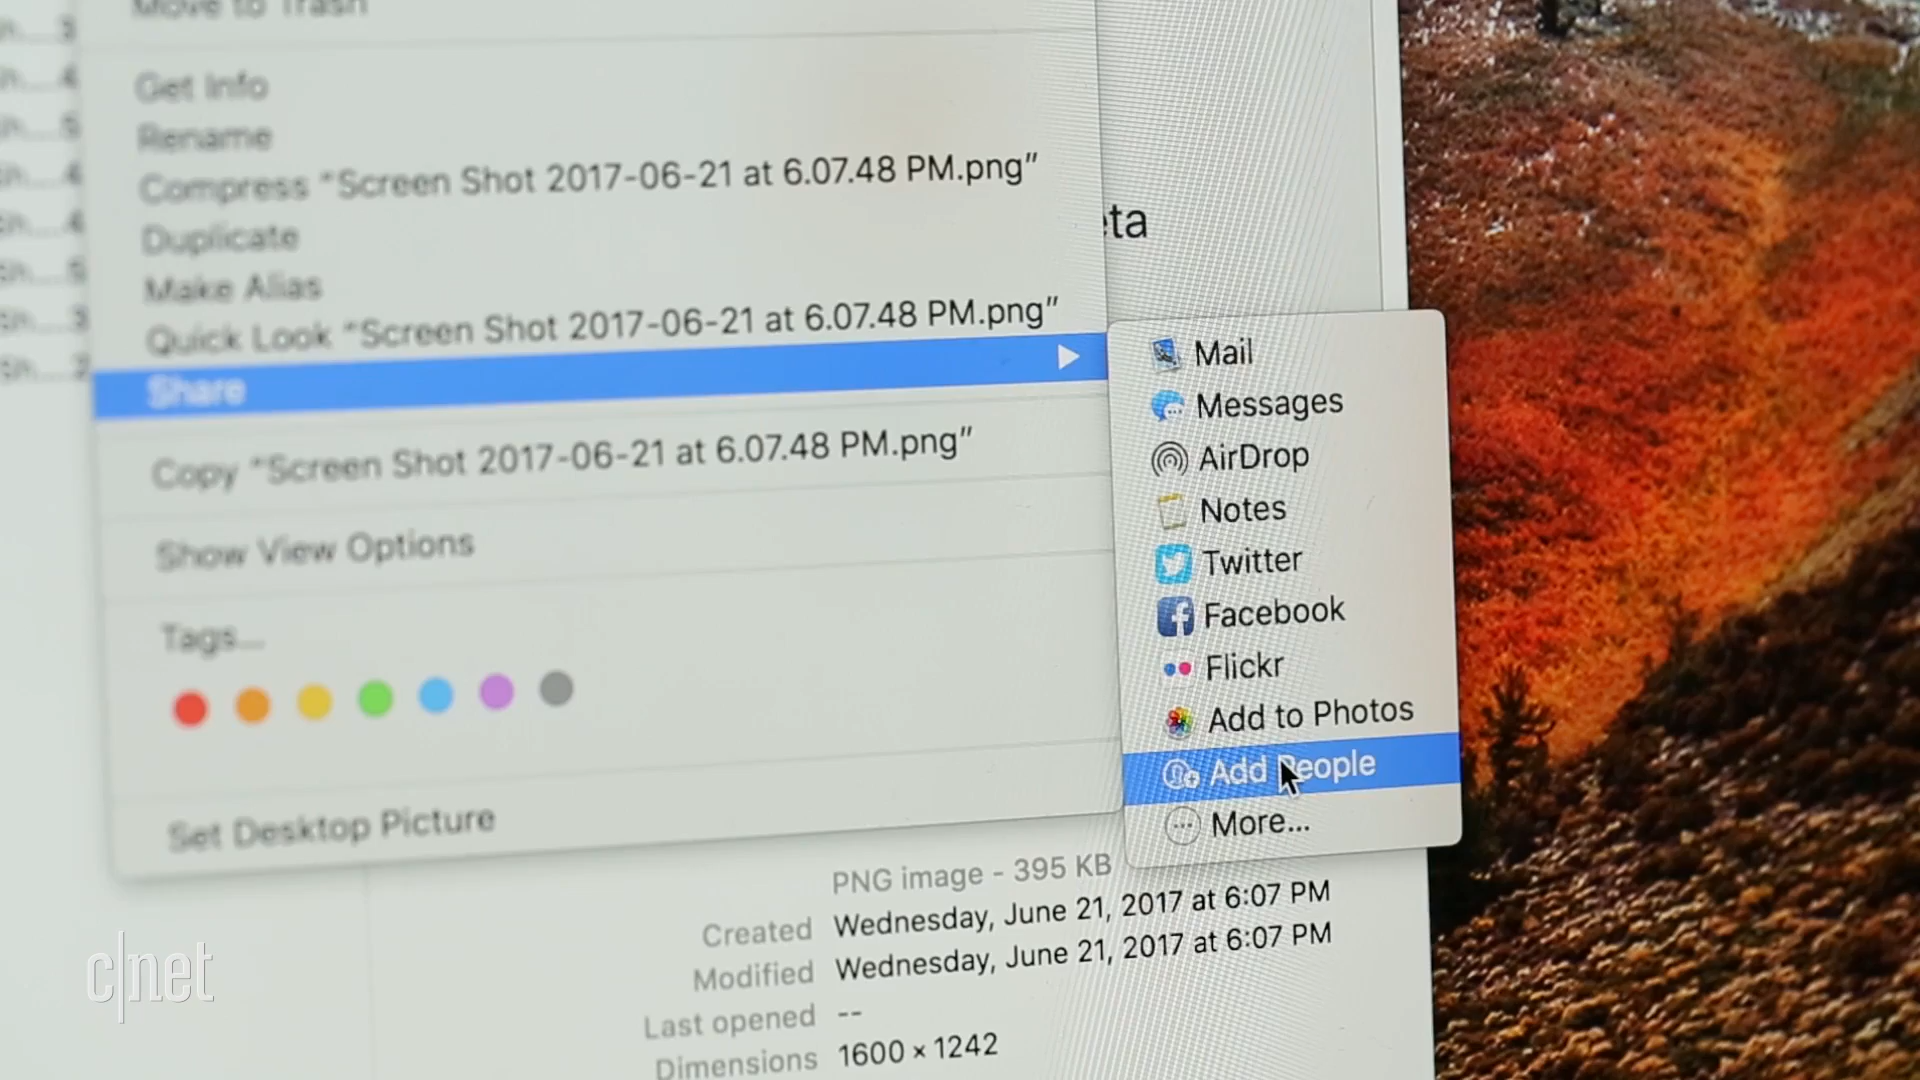 Move to Trash
Get Info
Rename
Compress "Screen Shot 2017-06-21 at 6.07.48 PM.png"
Duplicate
Make Alias
Quick Look "Screen Shot 2017-06-21 at 6.07.48 PM.png"
Share
Copy "Screen Shot 2017-06-21 at 6.07.48 PM.png"
Show View Options
Tags...
Set Desktop Picture
eta
Mail
Messages
AirDrop
Notes
Twitter
Facebook
Flickr
Add to Photos
Add People
More...
PNG image - 395 KB
Created Wednesday, June 21, 2017 at 6:07 PM
Modified Wednesday, June 21, 2017 at 6:07 PM
Last opened --
Dimensions 1600 × 1242
c|net